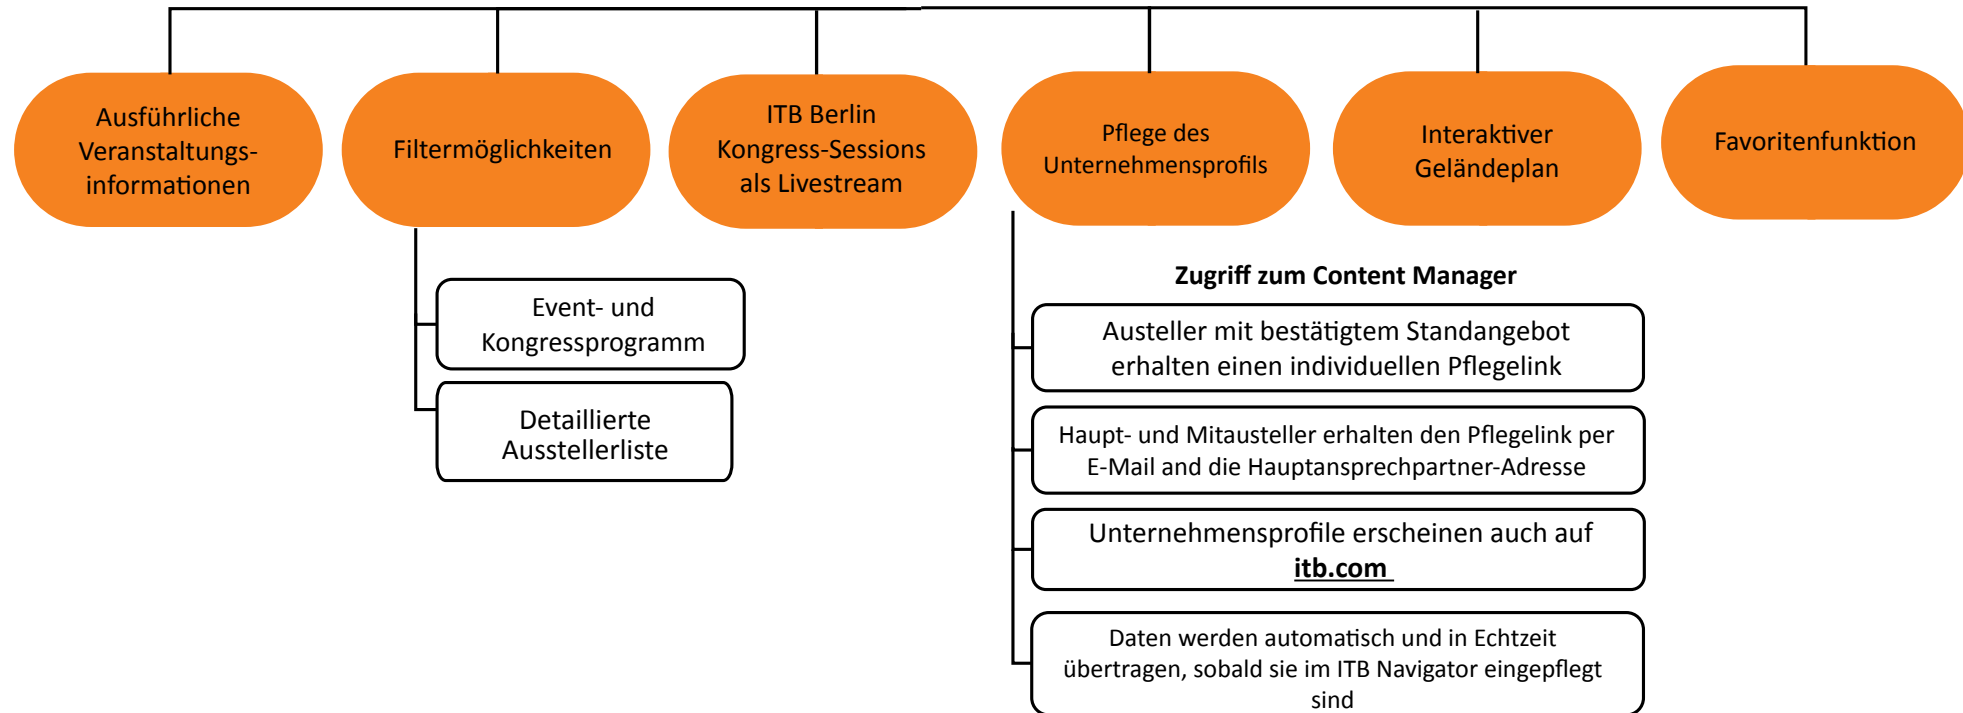 Ausführliche
Veranstaltungs-
informationen
Filtermöglichkeiten
ITB Berlin
Kongress-Sessions
als Livestream
Pflege des
Unternehmensprofils
Interaktiver
Geländeplan
Favoritenfunktion
Event- und
Kongressprogramm
Detaillierte
Ausstellerliste
Zugriff zum Content Manager
Austeller mit bestätigtem Standangebot
erhalten einen individuellen Pflegelink
Haupt- und Mitausteller erhalten den Pflegelink per
E-Mail and die Hauptansprechpartner-Adresse
Unternehmensprofile erscheinen auch auf
itb.com
Daten werden automatisch und in Echtzeit
übertragen, sobald sie im ITB Navigator eingepflegt
sind